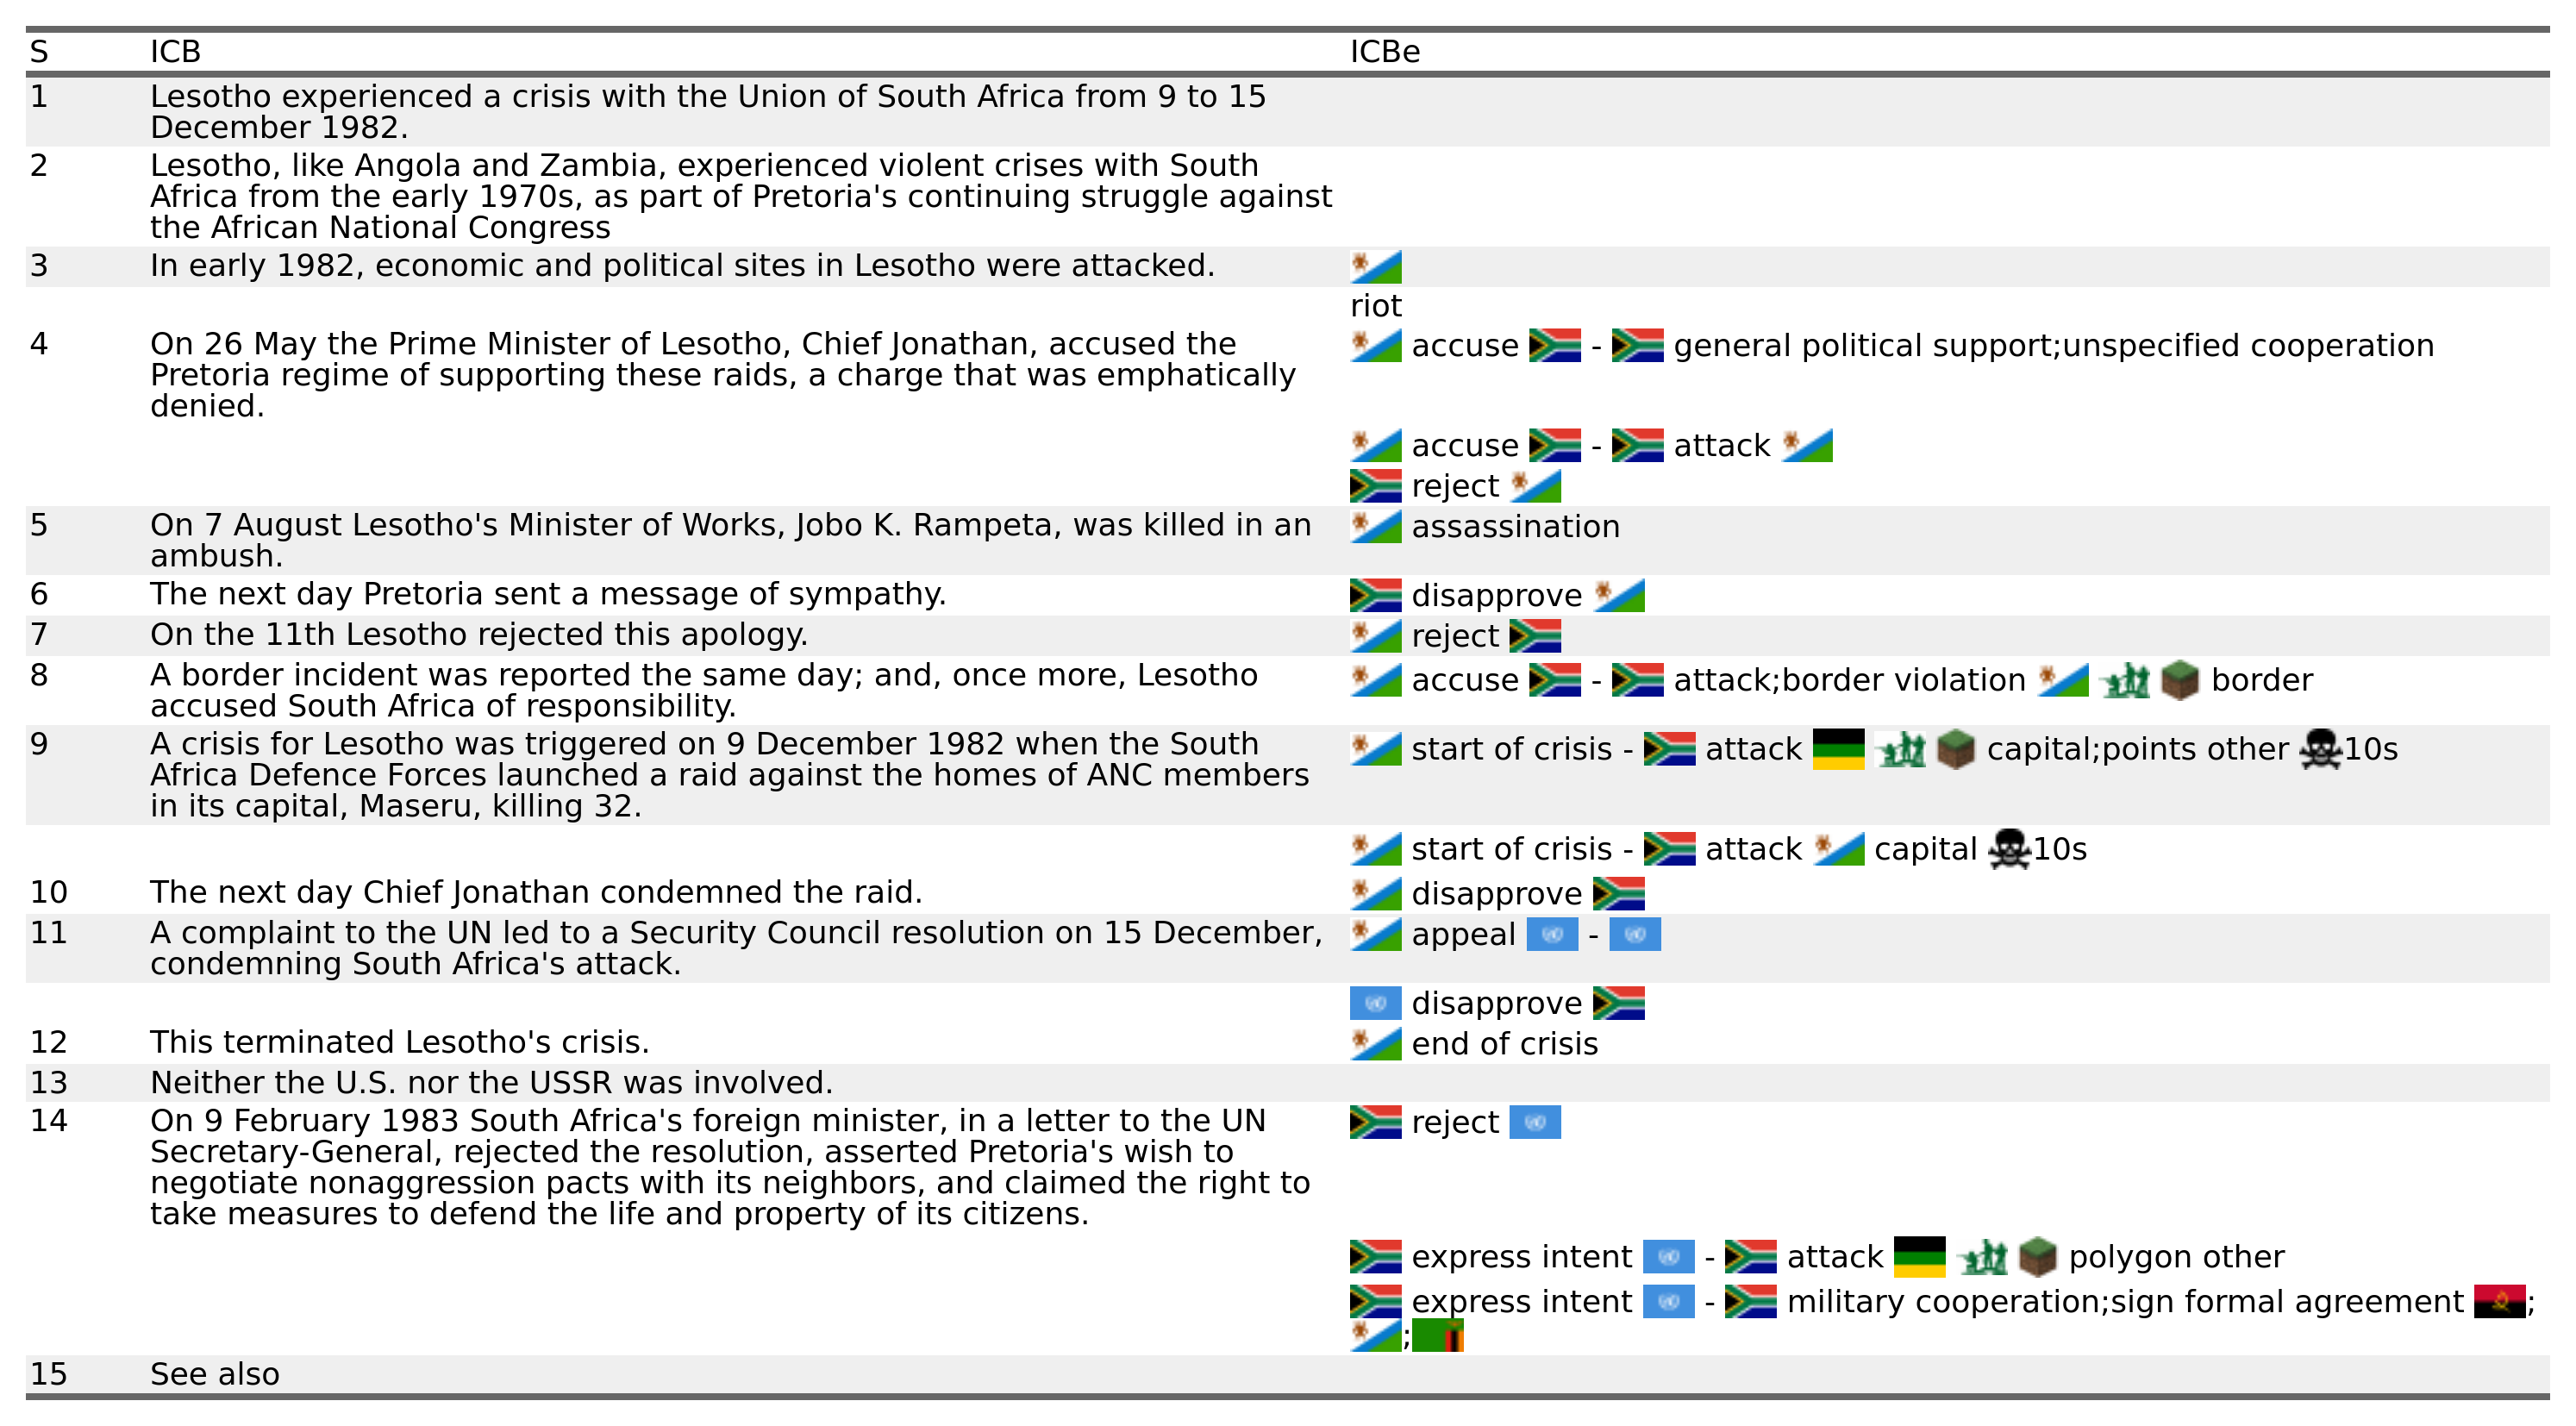 S ICB ICBe
1 Lesotho experienced a crisis with the Union of South Africa from 9 to 15
December 1982.
2 Lesotho, like Angola and Zambia, experienced violent crises with South
Africa from the early 1970s, as part of Pretoria's continuing struggle against
the African National Congress
3 In early 1982, economic and political sites in Lesotho were attacked.
riot
4 On 26 May the Prime Minister of Lesotho, Chief Jonathan, accused the
Pretoria regime of supporting these raids, a charge that was emphatically
denied.
accuse - general political support;unspecified cooperation
accuse - attack
reject
5 On 7 August Lesotho's Minister of Works, Jobo K. Rampeta, was killed in an
ambush.
assassination
6 The next day Pretoria sent a message of sympathy.
disapprove
7 On the 11th Lesotho rejected this apology.
reject
8 A border incident was reported the same day; and, once more, Lesotho
accused South Africa of responsibility.
accuse - attack;border violation border
9 A crisis for Lesotho was triggered on 9 December 1982 when the South
Africa Defence Forces launched a raid against the homes of ANC members
in its capital, Maseru, killing 32.
start of crisis - attack capital;points other 10s
start of crisis - attack capital 10s
10 The next day Chief Jonathan condemned the raid.
disapprove
11 A complaint to the UN led to a Security Council resolution on 15 December,
condemning South Africa's attack.
appeal -
disapprove
12 This terminated Lesotho's crisis.
end of crisis
13 Neither the U.S. nor the USSR was involved.
14 On 9 February 1983 South Africa's foreign minister, in a letter to the UN
Secretary-General, rejected the resolution, asserted Pretoria's wish to
negotiate nonaggression pacts with its neighbors, and claimed the right to
take measures to defend the life and property of its citizens.
reject
express intent - attack polygon other
express intent - military cooperation;sign formal agreement ;
;
15 See also